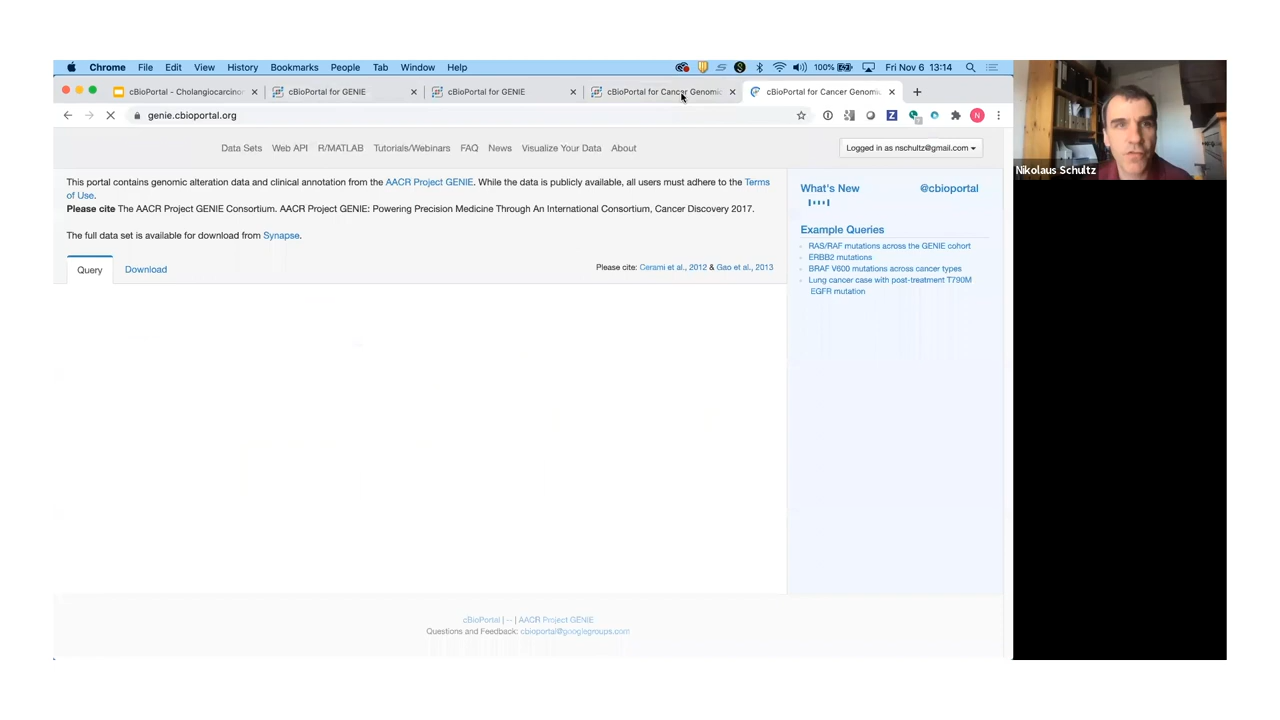 Chrome File Edit View History Bookmarks People Tab Window Help 100% Fri Nov 6 13:14
cBioPortal - Cholangiocarcinor cBioPortal for GENIE cBioPortal for GENIE cBioPortal for Cancer Genomic cBioPortal for Cancer Genomic
genie.cbioportal.org
Data Sets Web API R/MATLAB Tutorials/Webinars FAQ News Visualize Your Data About Logged in as nschultz@gmail.com
This portal contains genomic alteration data and clinical annotation from the AACR Project GENIE. While the data is publicly available, all users must adhere to the Terms
of Use.
Please cite The AACR Project GENIE Consortium. AACR Project GENIE: Powering Precision Medicine Through An International Consortium, Cancer Discovery 2017.
The full data set is available for download from Synapse.
Query Download Please cite: Cerami et al., 2012 & Gao et al., 2013
What's New @cbioportal
Example Queries
RAS/RAF mutations across the GENIE cohort
ERBB2 mutations
BRAF V600 mutations across cancer types
Lung cancer case with post-treatment T790M
EGFR mutation
cBioPortal | -- | AACR Project GENIE
Questions and Feedback: cbioportal@googlegroups.com
Nikolaus Schultz